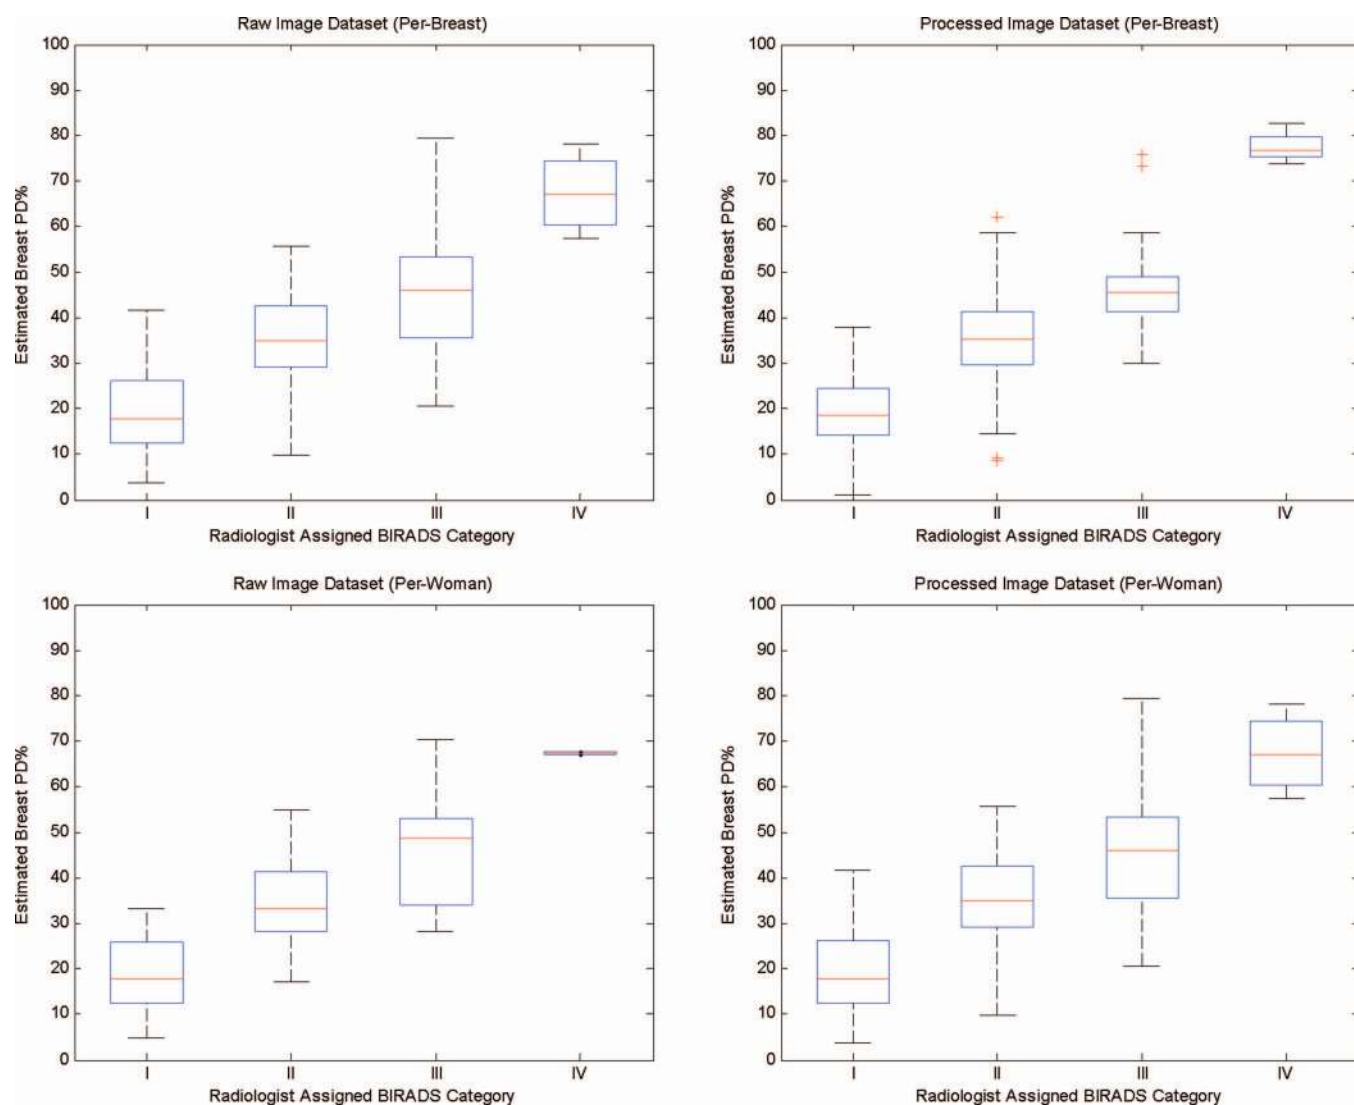 Raw Image Dataset (Per-Breast)
100
90
80
70
60
50
40
30
20
10
0
Estimated Breast PD%
I II III IV
Radiologist Assigned BIRADS Category
Processed Image Dataset (Per-Breast)
100
90
80
70
60
50
40
30
20
10
0
Estimated Breast PD%
I II III IV
Radiologist Assigned BIRADS Category
Raw Image Dataset (Per-Woman)
100
90
80
70
60
50
40
30
20
10
0
Estimated Breast PD%
I II III IV
Radiologist Assigned BIRADS Category
Processed Image Dataset (Per-Woman)
100
90
80
70
60
50
40
30
20
10
0
Estimated Breast PD%
I II III IV
Radiologist Assigned BIRADS Category